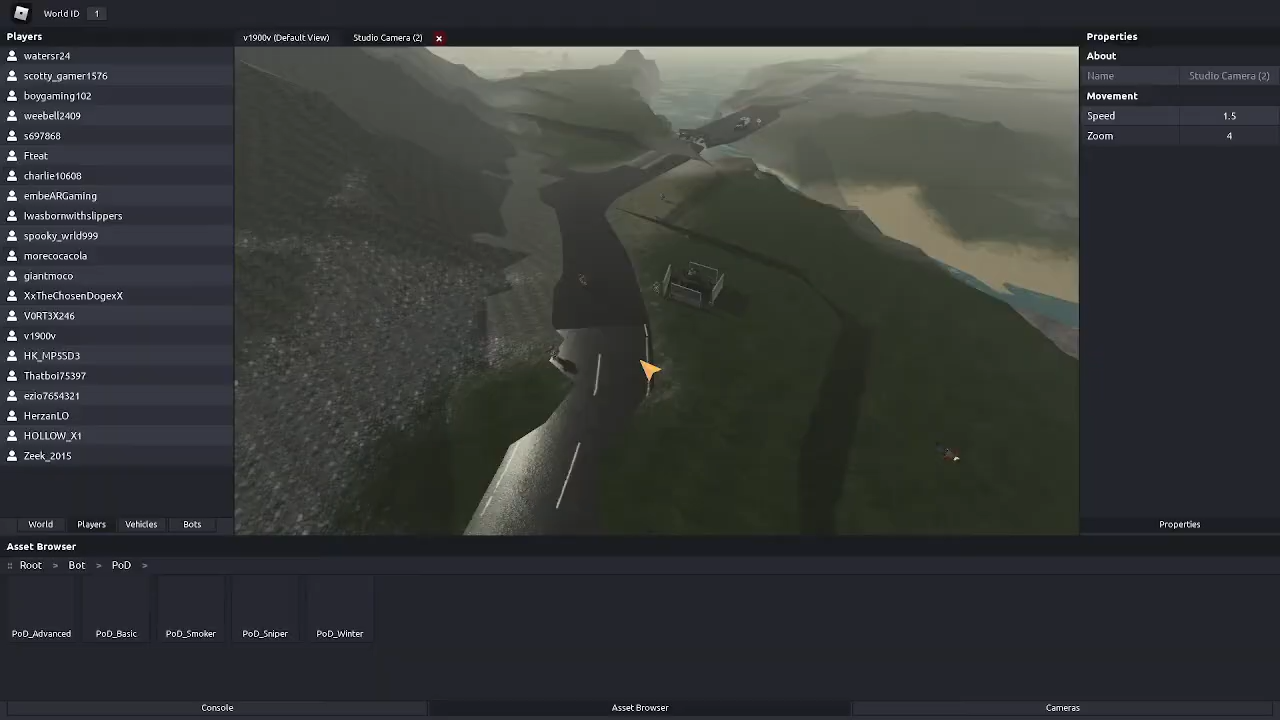 World ID 1
Players
v1900v (Default View) Studio Camera (2)
Properties
watersr24
scotty_gamer1576
boygaming102
weebell2409
s697868
Fteat
charlie10608
embeARGaming
Iwasbornwithslippers
spooky_wrld999
morecocacola
giantmoco
XxTheChosenDogexX
V0RT3X246
v1900v
HK_MP5SD3
Thatboi75397
ezio7654321
HerzanLO
HOLLOW_X1
Zeek_2015
About
Name Studio Camera (2)
Movement
Speed 1.5
Zoom 4
World Players Vehicles Bots
Properties
Asset Browser
Root > Bot > PoD >
PoD_Advanced PoD_Basic PoD_Smoker PoD_Sniper PoD_Winter
Console Asset Browser Cameras